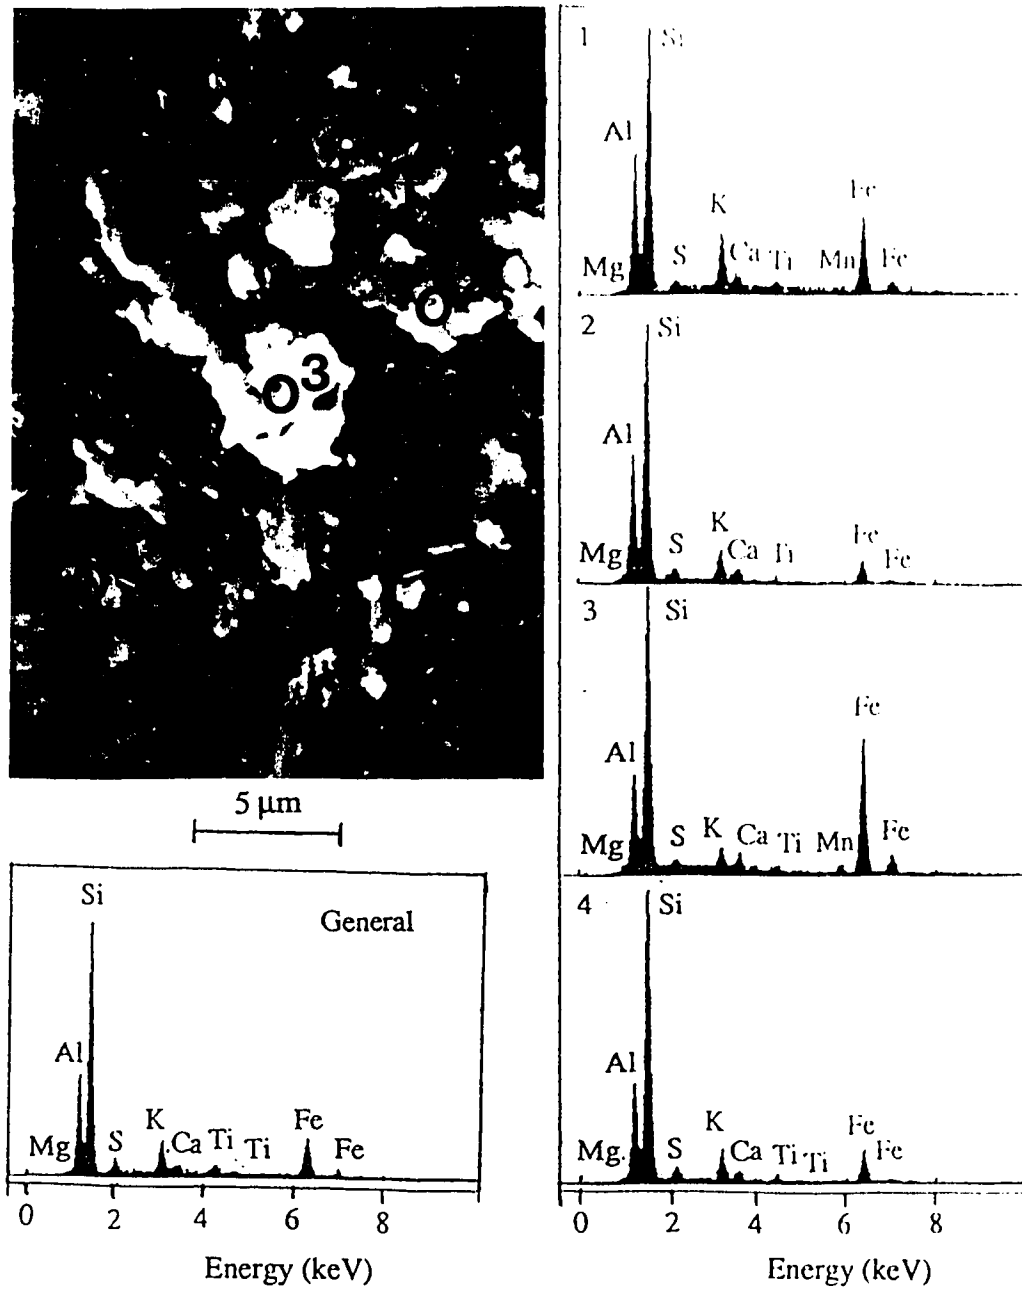 3
5 µm
General
Si
Al
Mg S K Ca Ti Ti Fe Fe
0 2 4 6 8
Energy (keV)
1
Si
Al
Mg S K Ca Ti Mn Fe Fe
2
Si
Al
Mg S K Ca Ti Fe Fe
3
Si
Al
Mg S K Ca Ti Mn Fe Fe
4
Si
Al
Mg S K Ca Ti Ti Fe Fe
0 2 4 6 8
Energy (keV)